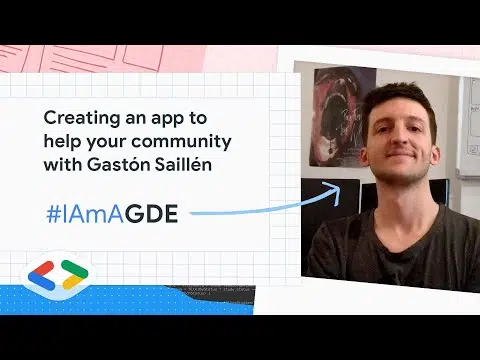 Creating an app to
help your community
with Gastón Saillén
#IAmAGDE